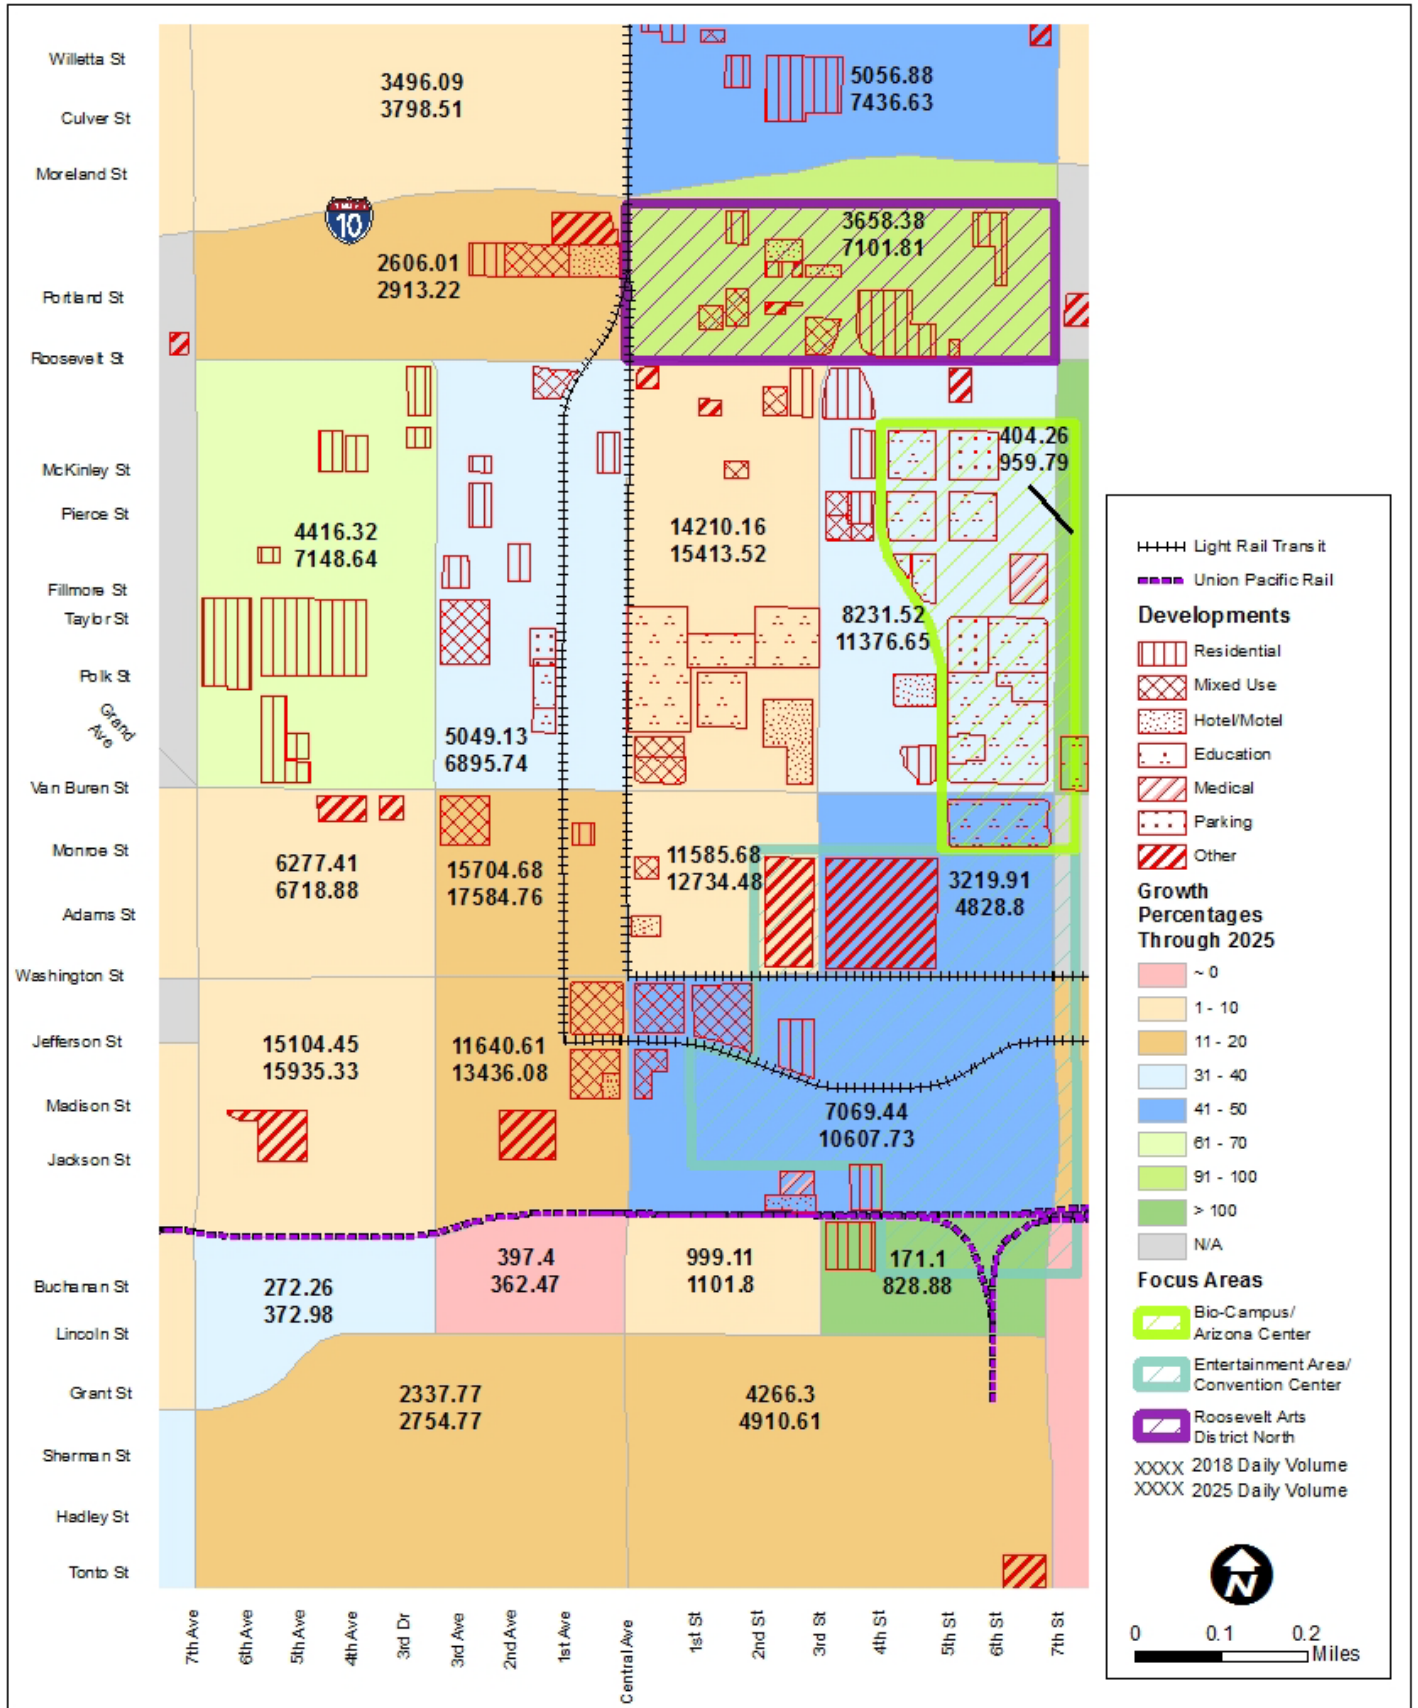 Willetta St
Culver St
Moreland St
Portland St
Roosevelt St
McKinley St
Pierce St
Fillmore St
Taylor St
Polk St
Grand
Ave
Van Buren St
Monroe St
Adams St
Washington St
Jefferson St
Madison St
Jackson St
Buchanan St
Lincoln St
Grant St
Sherman St
Hadley St
Tonto St
3496.09
3798.51
5056.88
7436.63
10
2606.01
2913.22
3658.38
7101.81
404.26
959.79
4416.32
7148.64
14210.16
15413.52
8231.52
11376.65
5049.13
6895.74
6277.41
6718.88
15704.68
17584.76
11585.68
12734.48
3219.91
4828.8
15104.45
15935.33
11640.61
13436.08
7069.44
10607.73
272.26
372.98
397.4
362.47
999.11
1101.8
171.1
828.88
2337.77
2754.77
4266.3
4910.61
7th Ave
6th Ave
5th Ave
4th Ave
3rd Dr
3rd Ave
2nd Ave
1st Ave
Central Ave
1st St
2nd St
3rd St
4th St
5th St
6th St
7th St
Light Rail Transit
Union Pacific Rail
Developments
Residential
Mixed Use
Hotel/Motel
Education
Medical
Parking
Other
Growth
Percentages
Through 2025
~ 0
1 - 10
11 - 20
31 - 40
41 - 50
61 - 70
91 - 100
> 100
N/A
Focus Areas
Bio-Campus/
Arizona Center
Entertainment Area/
Convention Center
Roosevelt Arts
District North
XXXX 2018 Daily Volume
XXXX 2025 Daily Volume
N
0 0.1 0.2
Miles